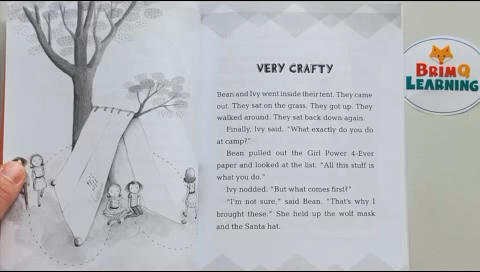 VERY CRAFTY
Bean and Ivy went inside their tent. They came
out. They sat on the grass. They got up. They
walked around. They sat back down again.
Finally, Ivy said, "What exactly do you do
at camp?"
Bean pulled out the Girl Power 4-Ever
paper and looked at the list. "All this stuff is
what you do."
Ivy nodded. "But what comes first?"
"I'm not sure," said Bean. "That's why I
brought these." She held up the wolf mask
and the Santa hat.
BRIMQ
LEARNING